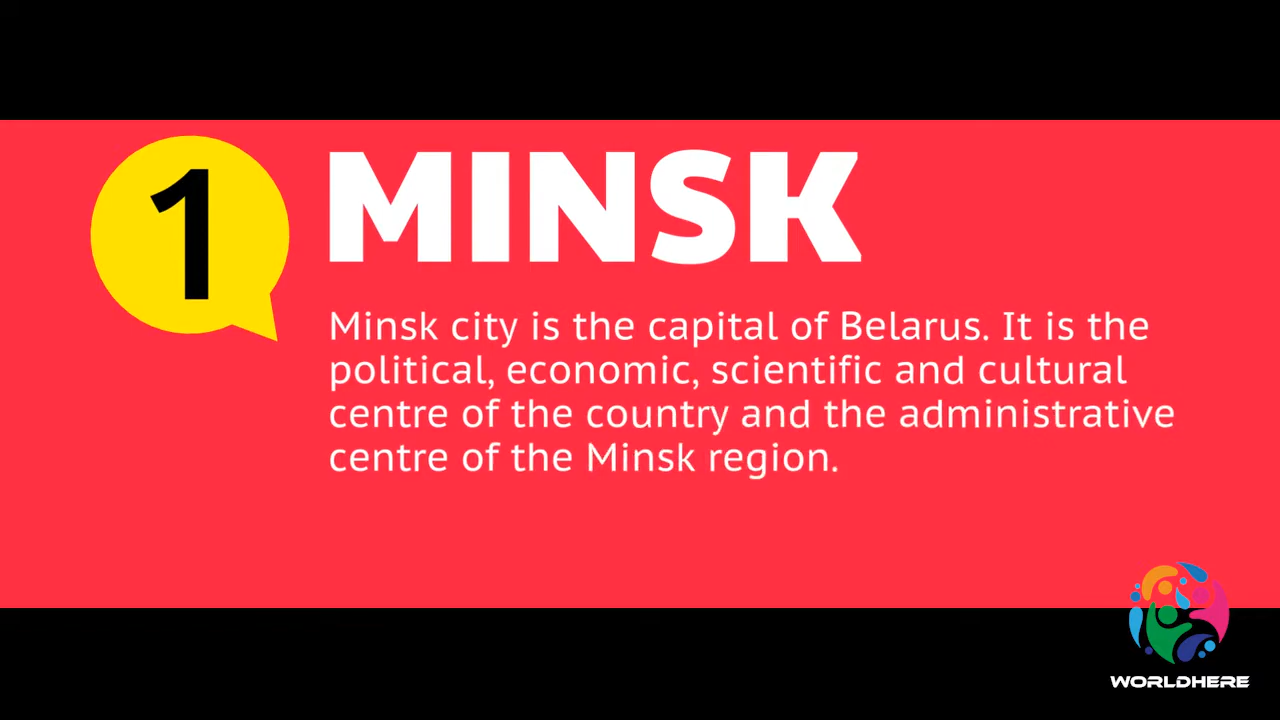 1
MINSK
Minsk city is the capital of Belarus. It is the
political, economic, scientific and cultural
centre of the country and the administrative
centre of the Minsk region.
WORLDHERE